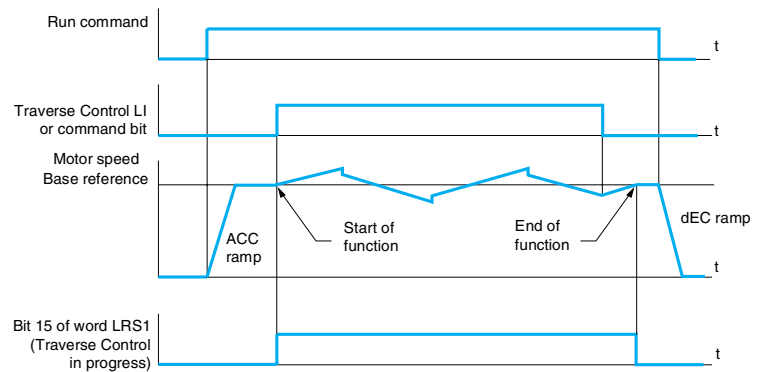 Run command
t
Traverse Control LI
or command bit
t
Motor speed
Base reference
ACC
ramp
Start of
function
End of
function
dEC ramp
t
Bit 15 of word LRS1
(Traverse Control
in progress)
t